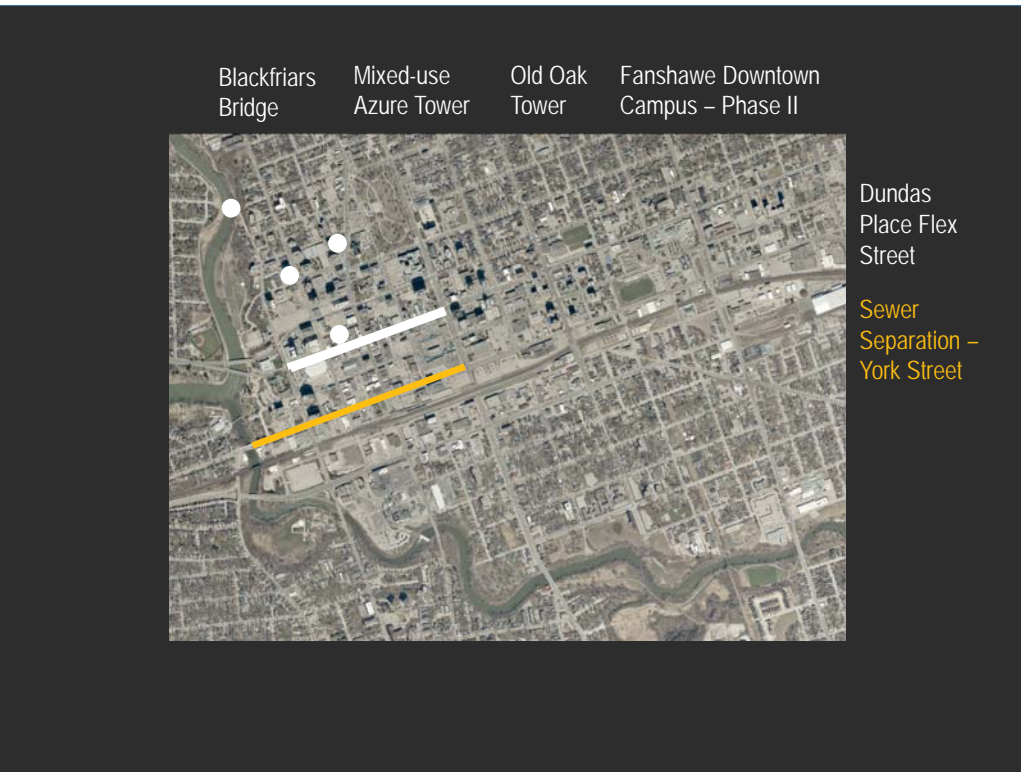 Blackfriars
Bridge
Mixed-use
Azure Tower
Old Oak
Tower
Fanshawe Downtown
Campus – Phase II
Dundas
Place Flex
Street
Sewer
Separation –
York Street